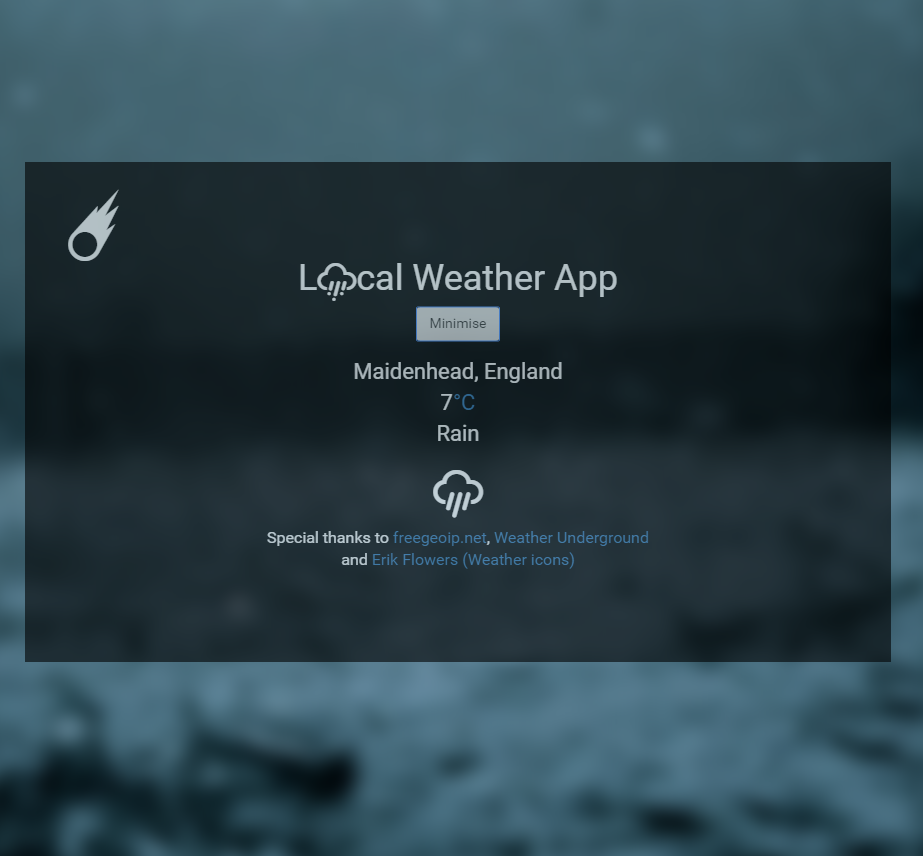 Local Weather App
Minimise
Maidenhead, England
7°C
Rain
Special thanks to freegeoip.net, Weather Underground
and Erik Flowers (Weather icons)